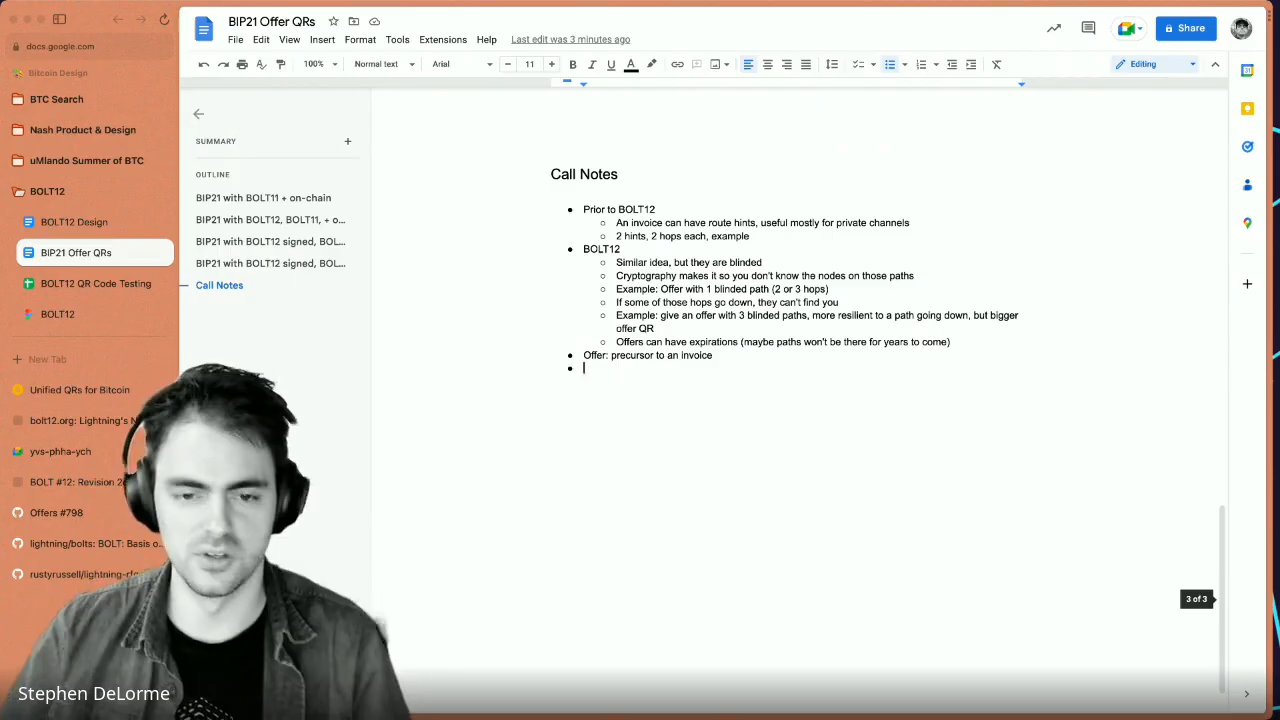 BIP21 Offer QRs
docs.google.com
File Edit View Insert Format Tools Extensions Help Last edit was 3 minutes ago
Share
100% Normal text Arial 11
Editing
Bitcoin Design
BTC Search
Nash Product & Design
uMlando Summer of BTC
BOLT12
BOLT12 Design
BIP21 Offer QRs
BOLT12 QR Code Testing
BOLT12
New Tab
Unified QRs for Bitcoin
bolt12.org: Lightning's N
yvs-phha-ych
BOLT #12: Revision 2
Offers #798
lightning/bolts: BOLT: Basis o...
rustyrussell/lightning-rfc
SUMMARY
OUTLINE
BIP21 with BOLT11 + on-chain
BIP21 with BOLT12, BOLT11, + o...
BIP21 with BOLT12 signed, BOL...
BIP21 with BOLT12 signed, BOL...
Call Notes
Call Notes
● Prior to BOLT12
○ An invoice can have route hints, useful mostly for private channels
○ 2 hints, 2 hops each, example
● BOLT12
○ Similar idea, but they are blinded
○ Cryptography makes it so you don't know the nodes on those paths
○ Example: Offer with 1 blinded path (2 or 3 hops)
○ If some of those hops go down, they can't find you
○ Example: give an offer with 3 blinded paths, more resilient to a path going down, but bigger
offer QR
○ Offers can have expirations (maybe paths won't be there for years to come)
● Offer: precursor to an invoice
●
3 of 3
Stephen DeLorme